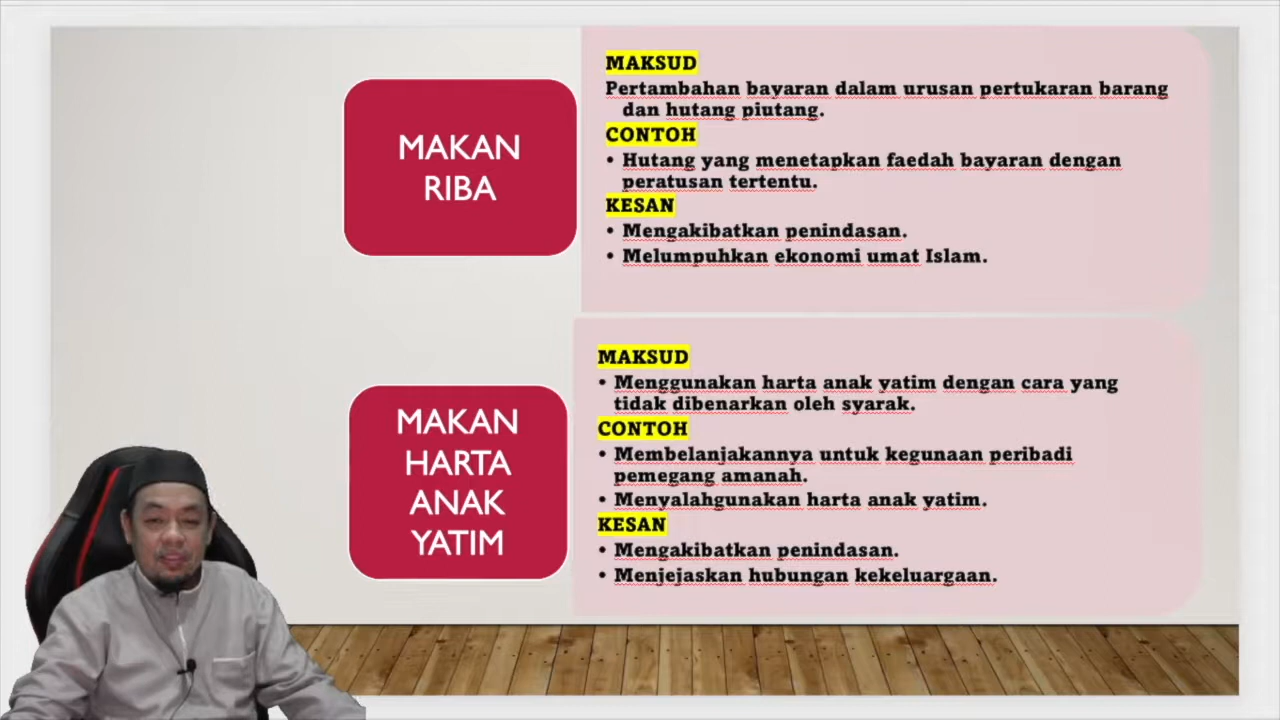 MAKAN
RIBA
MAKSUD
Pertambahan bayaran dalam urusan pertukaran barang
dan hutang piutang.
CONTOH
• Hutang yang menetapkan faedah bayaran dengan
peratusan tertentu.
KESAN
• Mengakibatkan penindasan.
• Melumpuhkan ekonomi umat Islam.
MAKAN
HARTA
ANAK
YATIM
MAKSUD
• Menggunakan harta anak yatim dengan cara yang
tidak dibenarkan oleh syarak.
CONTOH
• Membelanjakannya untuk kegunaan peribadi
pemegang amanah.
• Menyalahgunakan harta anak yatim.
KESAN
• Mengakibatkan penindasan.
• Menjejaskan hubungan kekeluargaan.